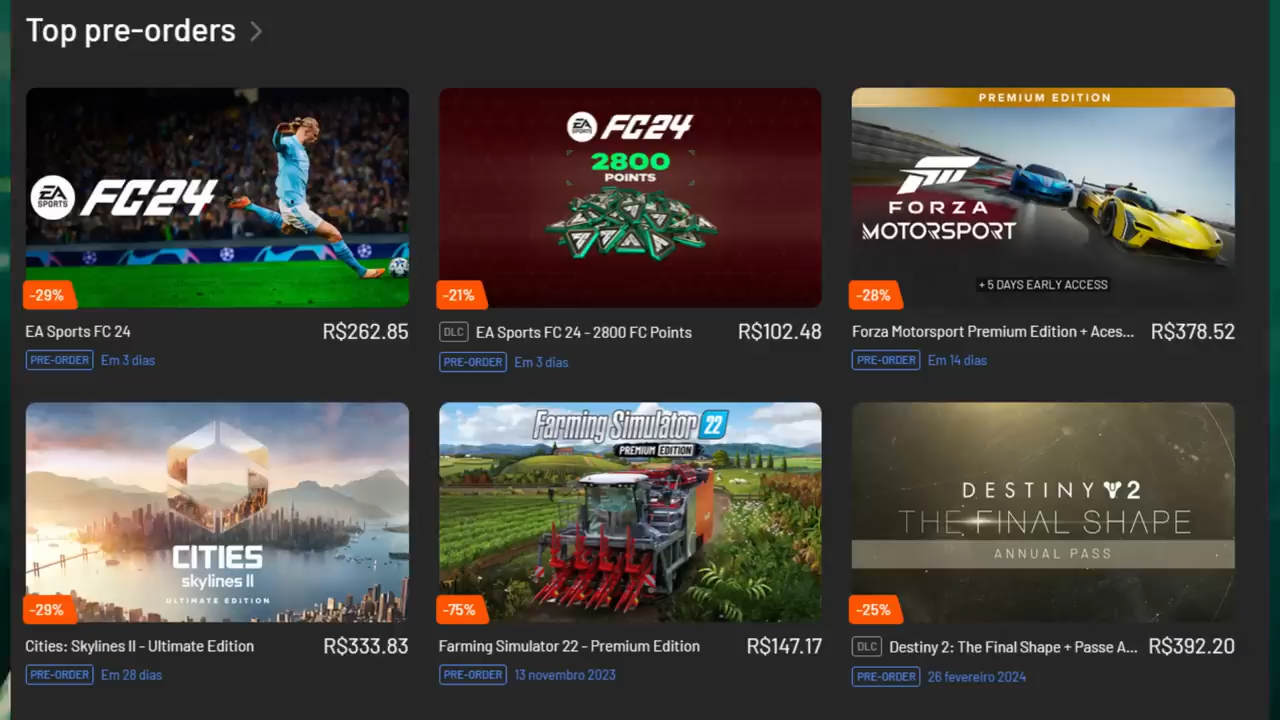 Top pre-orders
EA SPORTS FC24
-29%
EA Sports FC 24 R$262.85
PRE-ORDER Em 3 dias
EA SPORTS FC24
2800
POINTS
-21%
DLC EA Sports FC 24 - 2800 FC Points R$102.48
PRE-ORDER Em 3 dias
PREMIUM EDITION
FORZA
MOTORSPORT
+ 5 DAYS EARLY ACCESS
-28%
Forza Motorsport Premium Edition + Aces... R$378.52
PRE-ORDER Em 14 dias
CITIES
skylines II
ULTIMATE EDITION
-29%
Cities: Skylines II - Ultimate Edition R$333.83
PRE-ORDER Em 28 dias
Farming Simulator 22
PREMIUM EDITION
-75%
Farming Simulator 22 - Premium Edition R$147.17
PRE-ORDER 13 novembro 2023
DESTINY 2
THE FINAL SHAPE
ANNUAL PASS
-25%
DLC Destiny 2: The Final Shape + Passe A... R$392.20
PRE-ORDER 26 fevereiro 2024